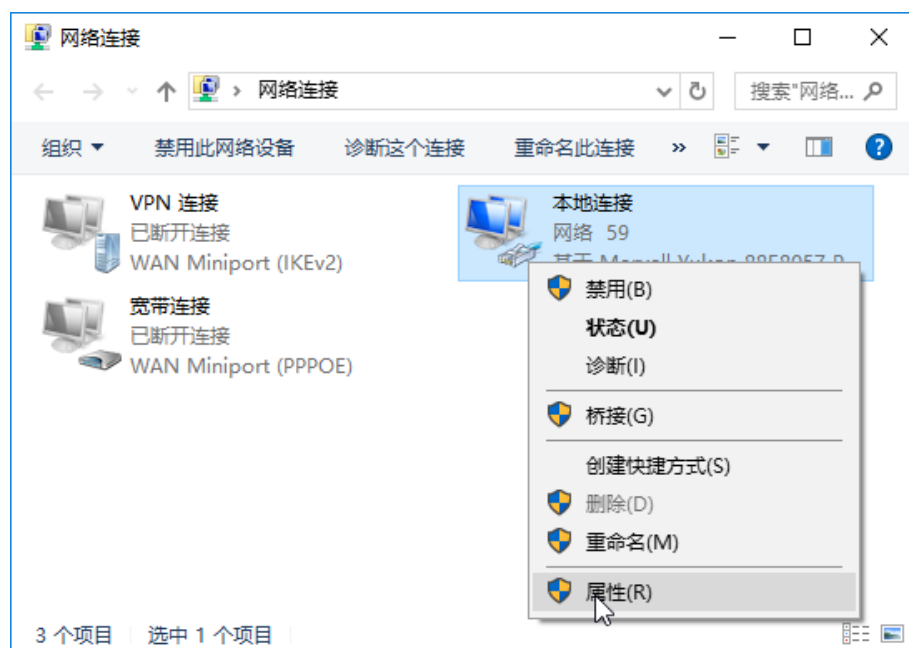 网络连接
网络连接
搜索"网络...
组织 禁用此网络设备 诊断这个连接 重命名此连接 »
VPN 连接
已断开连接
WAN Miniport (IKEv2)
本地连接
网络 59
宽带连接
已断开连接
WAN Miniport (PPPOE)
禁用(B)
状态(U)
诊断(I)
桥接(G)
创建快捷方式(S)
删除(D)
重命名(M)
属性(R)
3 个项目 选中 1 个项目